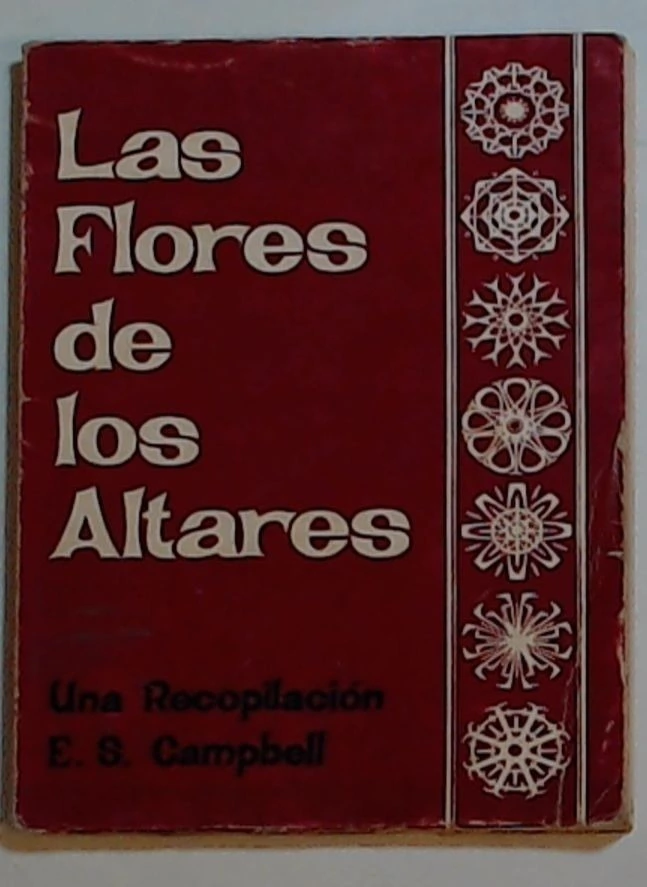 Las
Flores
de
los
Altares
Una Recopilación
E. S. Campbell